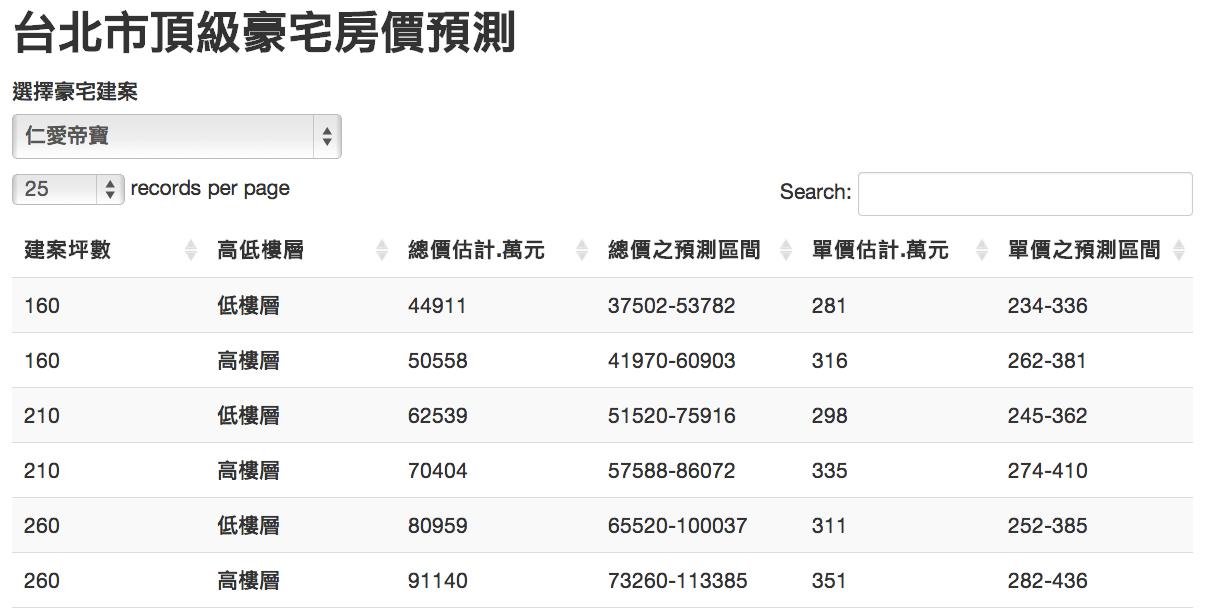 台北市頂級豪宅房價預測
選擇豪宅建案
仁愛帝寶
25 records per page Search:
建案坪數 高低樓層 總價估計.萬元 總價之預測區間 單價估計.萬元 單價之預測區間
160 低樓層 44911 37502-53782 281 234-336
160 高樓層 50558 41970-60903 316 262-381
210 低樓層 62539 51520-75916 298 245-362
210 高樓層 70404 57588-86072 335 274-410
260 低樓層 80959 65520-100037 311 252-385
260 高樓層 91140 73260-113385 351 282-436